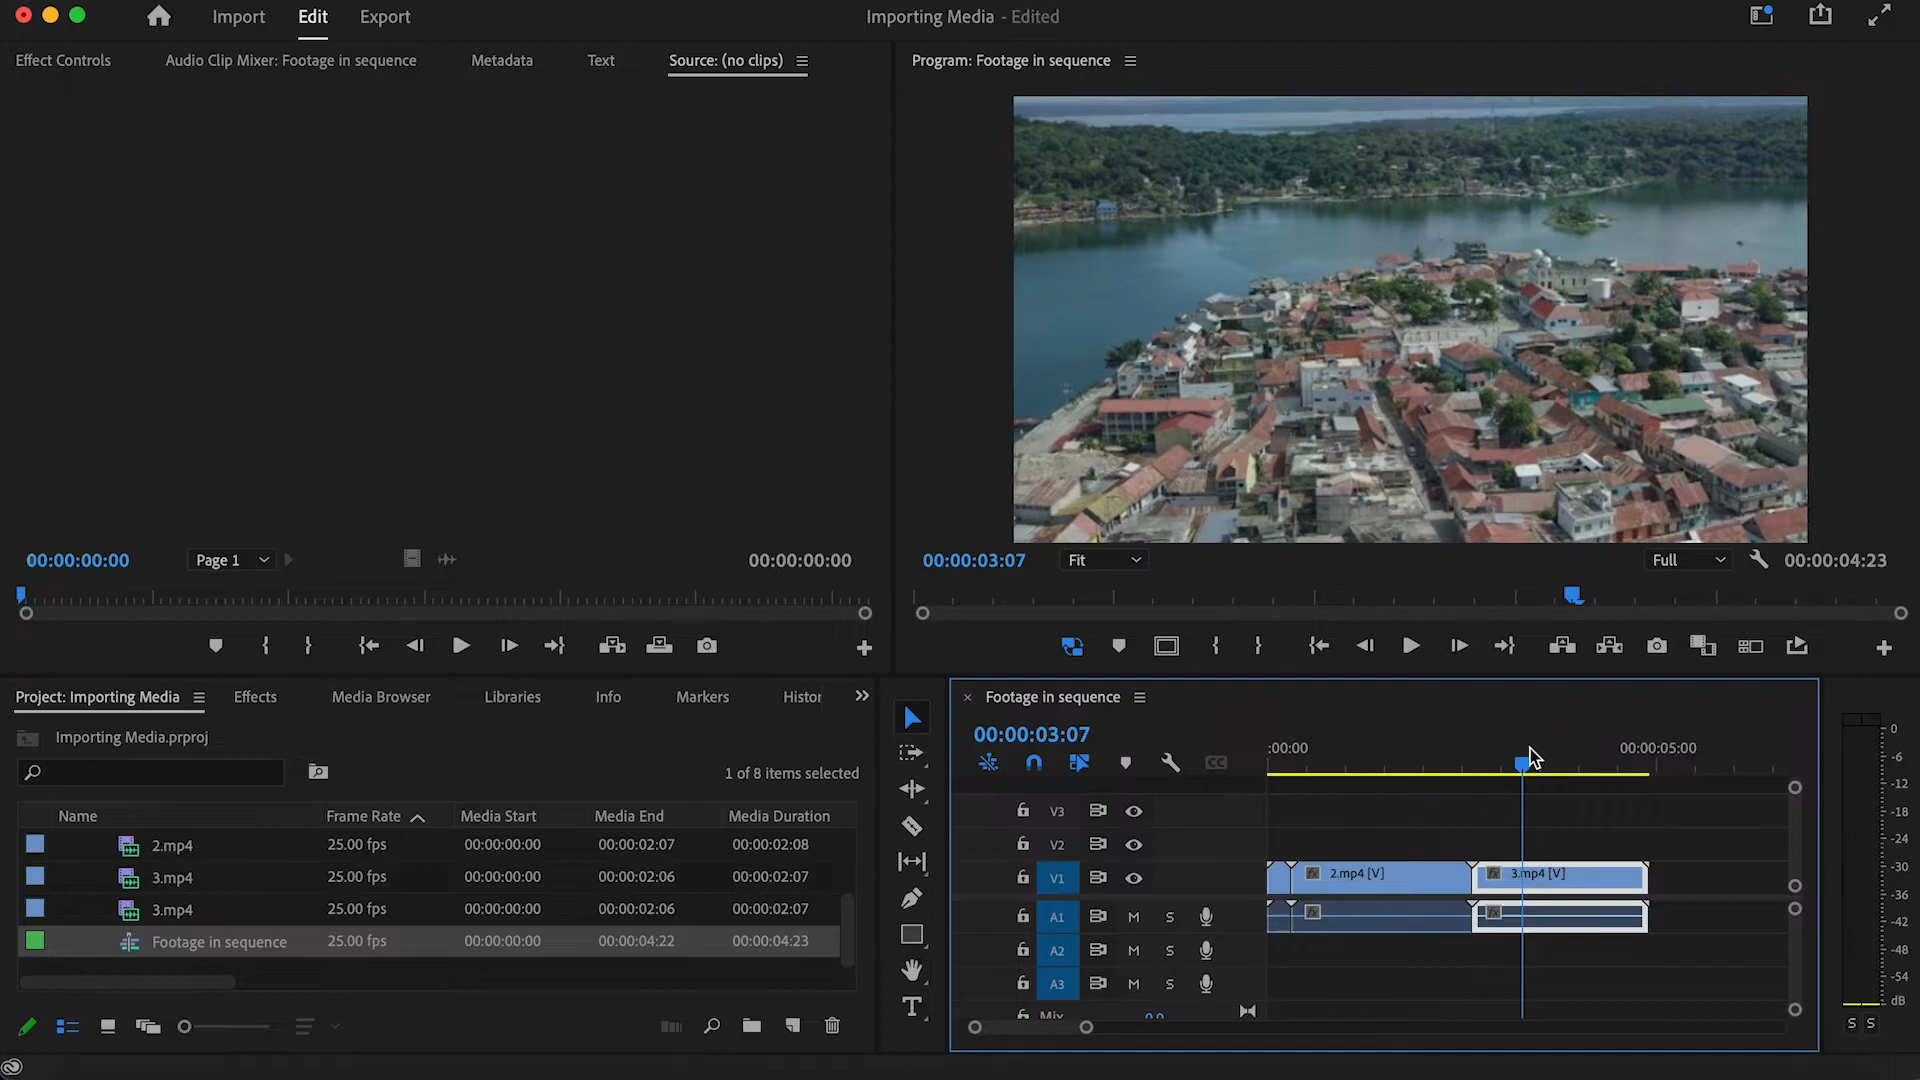 Import Edit Export Importing Media - Edited
Effect Controls Audio Clip Mixer: Footage in sequence Metadata Text Source: (no clips) Program: Footage in sequence
00:00:00:00 Page 1 00:00:00:00 00:00:03:07 Fit Full 00:00:04:23
Project: Importing Media Effects Media Browser Libraries Info Markers Histor
Importing Media.prproj
1 of 8 items selected
Name Frame Rate Media Start Media End Media Duration
2.mp4 25.00 fps 00:00:00:00 00:00:02:07 00:00:02:08
3.mp4 25.00 fps 00:00:00:00 00:00:02:06 00:00:02:07
3.mp4 25.00 fps 00:00:00:00 00:00:02:06 00:00:02:07
Footage in sequence 25.00 fps 00:00:00:00 00:00:04:22 00:00:04:23
T
Footage in sequence
00:00:03:07
:00:00 00:00:05:00
CC
V3
V2
V1 fx 2.mp4 [V] fx 3.mp4 [V]
A1 M S fx fx
A2 M S
A3 M S
Mix 0.0
0
-6
-12
-18
-24
-30
-36
-42
-48
-54
dB
S S